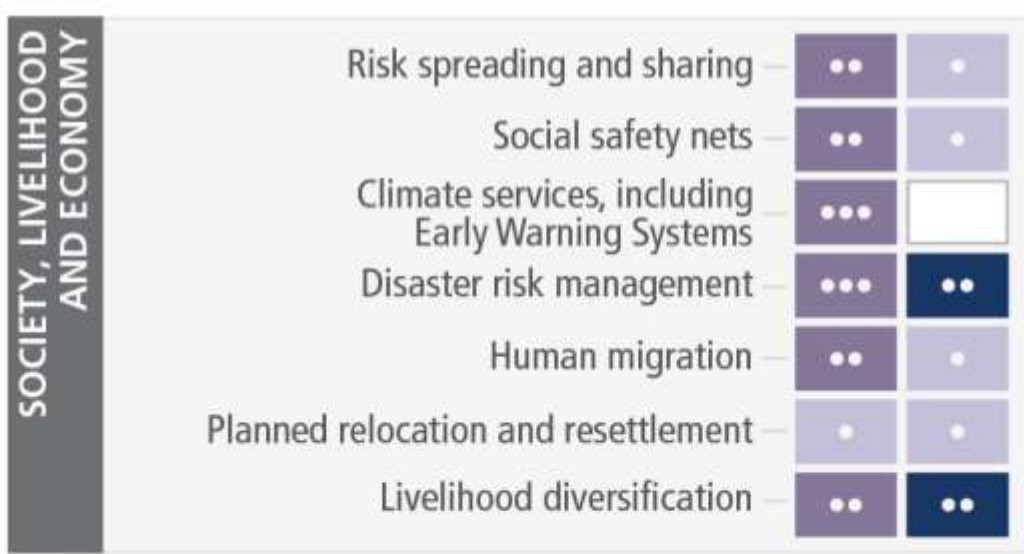 SOCIETY, LIVELIHOOD
AND ECONOMY
Risk spreading and sharing
Social safety nets
Climate services, including
Early Warning Systems
Disaster risk management
Human migration
Planned relocation and resettlement
Livelihood diversification